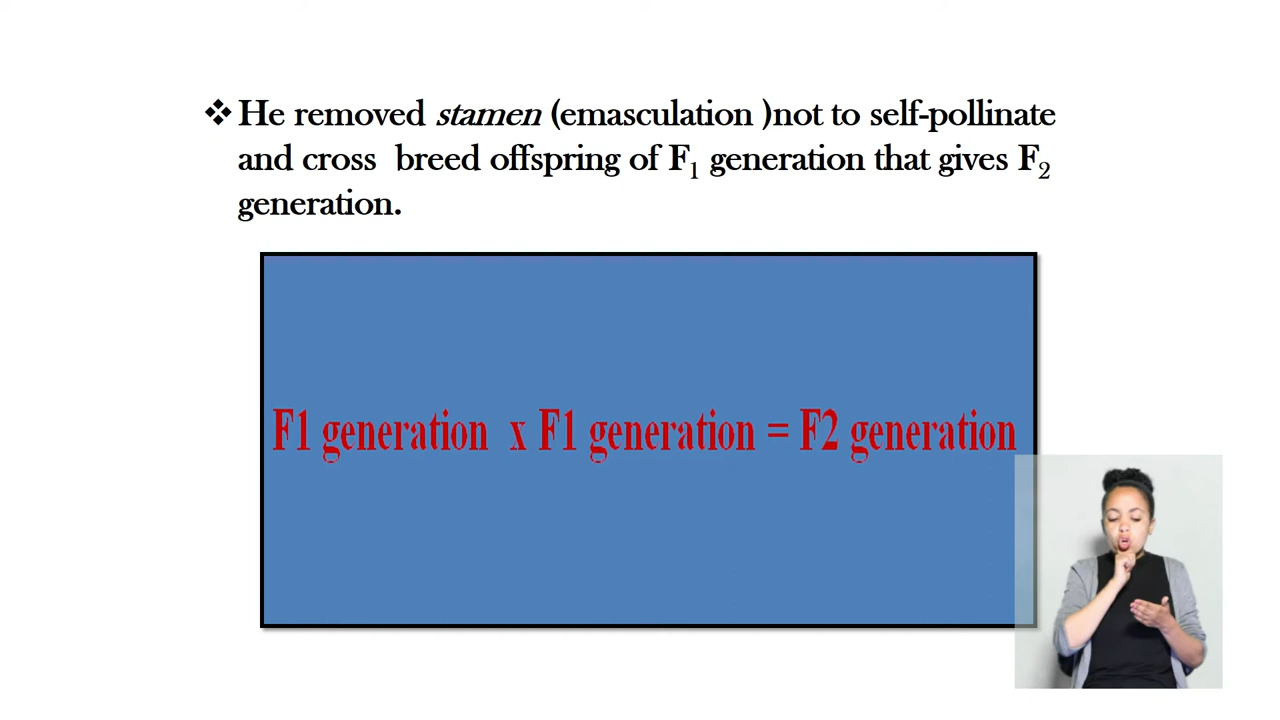 ❖ He removed stamen (emasculation )not to self-pollinate
and cross breed offspring of F₁ generation that gives F₂
generation.
F1 generation x F1 generation = F2 generation